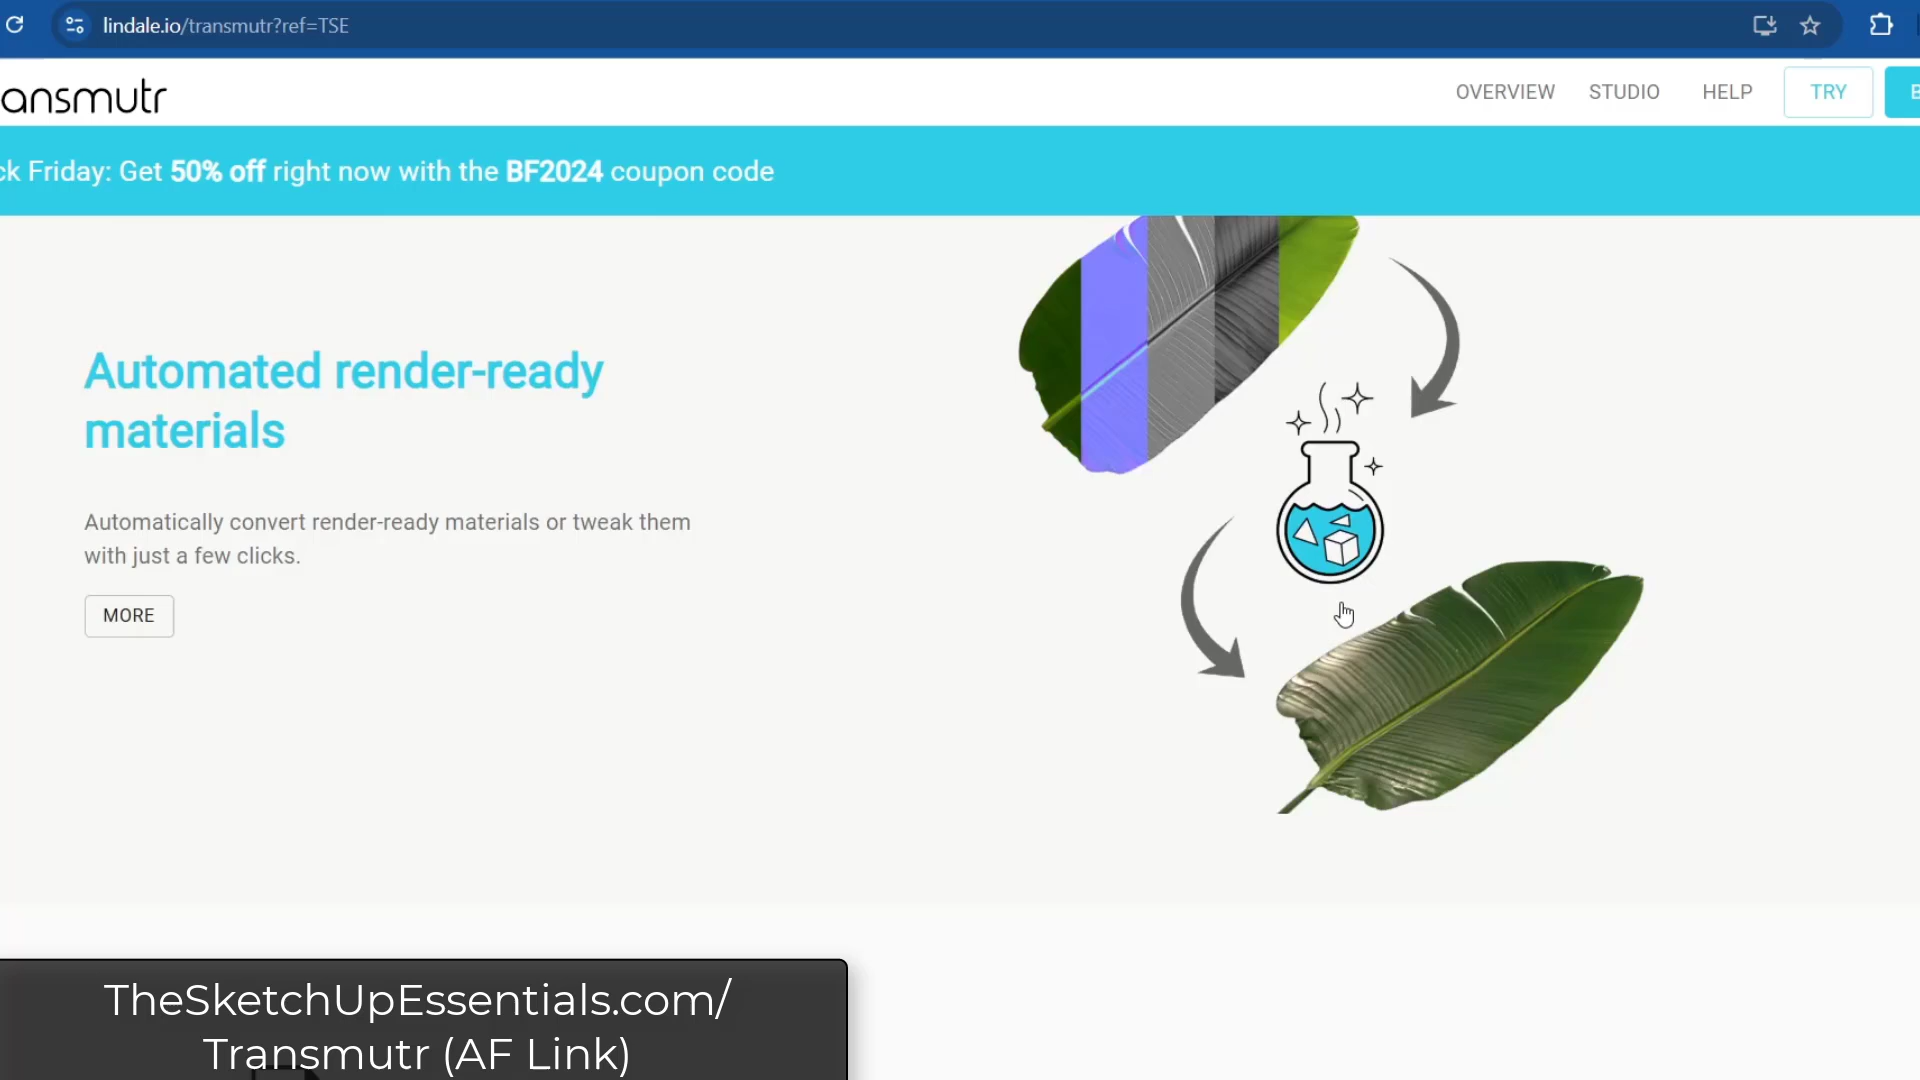 lindale.io/transmutr?ref=TSE
ansmutr
OVERVIEW STUDIO HELP TRY
ck Friday: Get 50% off right now with the BF2024 coupon code
Automated render-ready
materials
Automatically convert render-ready materials or tweak them
with just a few clicks.
MORE
TheSketchUpEssentials.com/
Transmutr (AF Link)